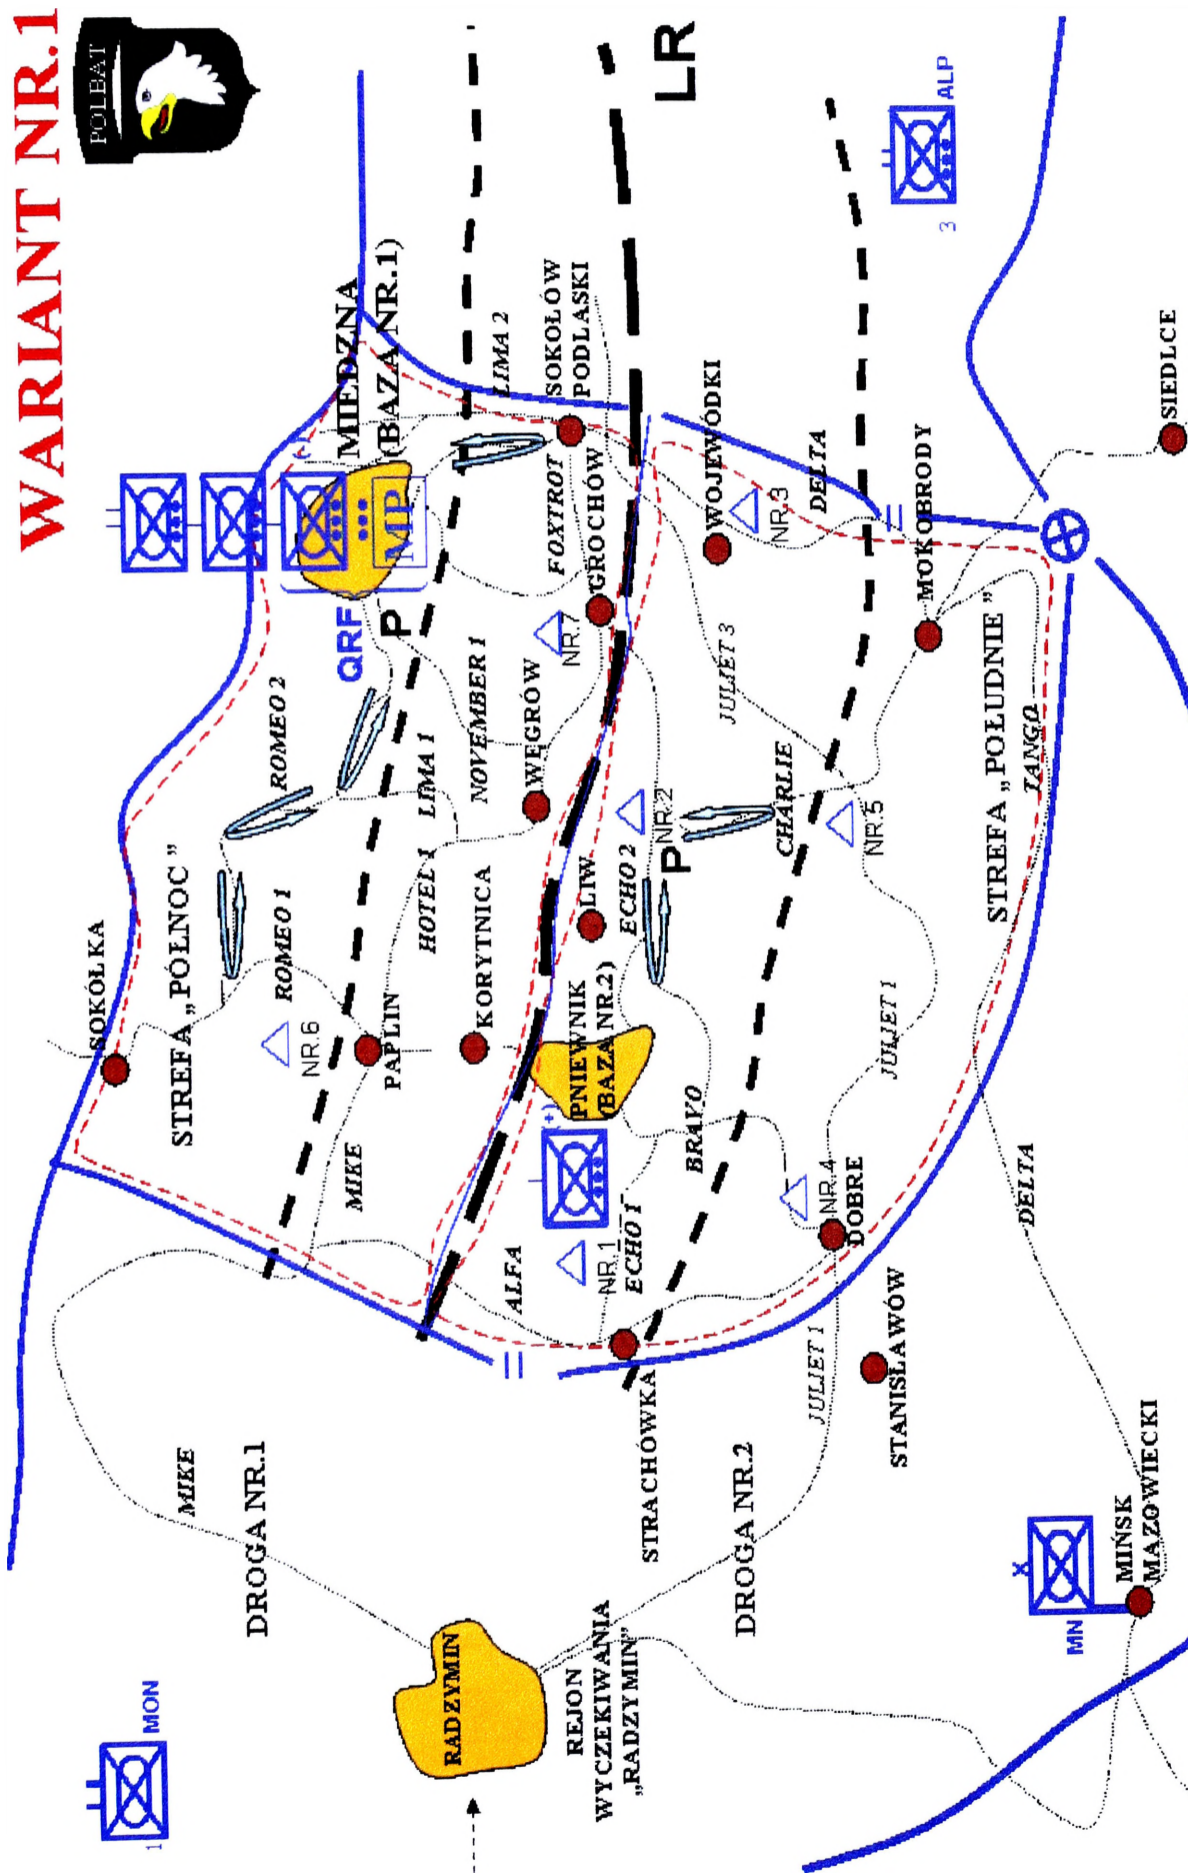 WARIANT NR.1
POLBAT
1
MON
SOKÓŁKA
STREFA „PÓŁNOC”
ROMEO 2
ROMEO 1
NR.6
QRF
MP
(-)
MIEDZNA
(BAZA NR.1)
P
MIKE
DROGA NR.1
MIKE
PAPLIN
HOTEL 1
LIMA 1
NOVEMBER 1
LIMA 2
KORYTNICA
WĘGRÓW
NR.7
FOXTROT
GROCHÓW
SOKOŁÓW
PODLASKI
LR
RADZYMIN
REJON
WYCZEKIWANIA
„RADZYMIN”
ALFA
(+)
PNIEWNIK
(BAZA NR.2)
LIW
NR.1
ECHO 1
ECHO 2
NR.2
P
STRACHÓWKA
BRAVO
JULIET 3
WOJEWÓDKI
NR.3
DELTA
DROGA NR.2
JULIET 1
NR.4
DOBRE
CHARLIE
NR.5
JULIET 1
MOKOBRODY
3
ALP
STANISŁAWÓW
STREFA „POŁUDNIE”
TANGO
DELTA
X
MN
MIŃSK
MAZOWIECKI
SIEDLCE